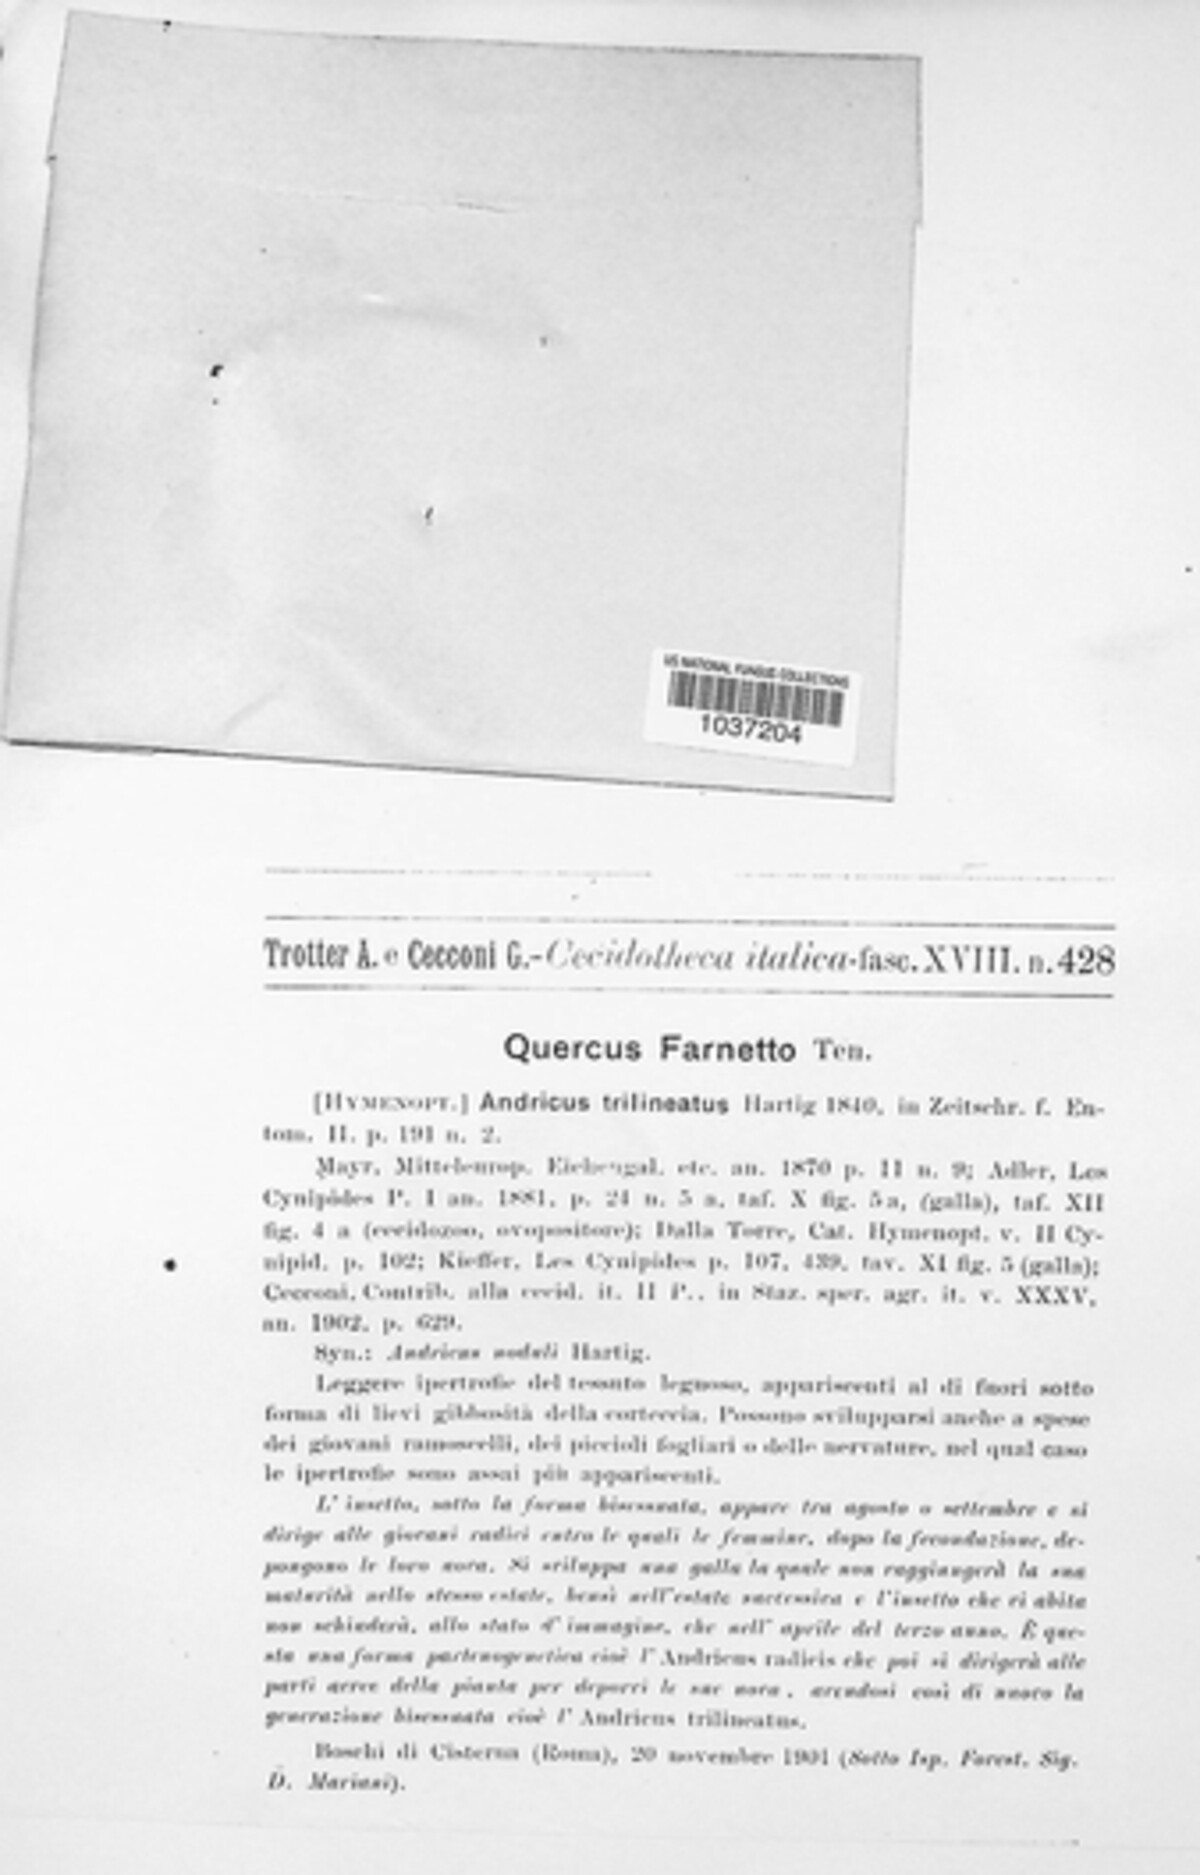 US NATIONAL FUNGUS COLLECTIONS
1037204
Trotter A. e Cecconi G.-Cecidotheca italica-fasc. XVIII. n. 428
Quercus Farnetto Ten.
[HYMENOPT.] Andricus trilineatus Hartig 1840, in Zeitschr. f. En-
tom. II. p. 191 n. 2.
Mayr, Mitteleurop. Eichengal. etc. an. 1870 p. 11 n. 9; Adler, Les
Cynipides P. I an. 1881, p. 24 n. 5 a, taf. X fig. 5a, (galla), taf. XII
fig. 4 a (cecidozoo, ovopositore); Dalla Torre, Cat. Hymenopt. v. II Cy-
nipid. p. 102; Kieffer, Les Cynipides p. 107, 439, tav. XI fig. 5 (galla);
Cecconi, Contrib. alla cecid. it. II P., in Staz. sper. agr. it. v. XXXV,
an. 1902, p. 629.
Syn.: Andricus noduli Hartig.
Leggere ipertrofie del tessuto legnoso, appariscenti al di fuori sotto
forma di lievi gibbosità della corteccia. Possono svilupparsi anche a spese
dei giovani ramoscelli, dei piccioli fogliari o delle nervature, nel qual caso
le ipertrofie sono assai più appariscenti.
L' insetto, sotto la forma bisessuata, appare tra agosto o settembre e si
dirige alle giovani radici entro le quali le femmine, dopo la fecondazione, de-
pongono le loro uova. Si sviluppa una galla la quale non raggiungerà la sua
maturità nello stesso estate, bensì nell'estate successiva e l'insetto che vi abita
non schiuderà, allo stato d' immagine, che nell' aprile del terzo anno. È que-
sta una forma partenogenetica cioè l' Andricus radicis che poi si dirigerà alle
parti aeree della pianta per deporvi le sue uova, avendosi così di nuovo la
generazione bisessuata cioè l' Andricus trilineatus.
Boschi di Cisterna (Roma), 20 novembre 1901 (Sotto Isp. Forest. Sig.
D. Mariani).